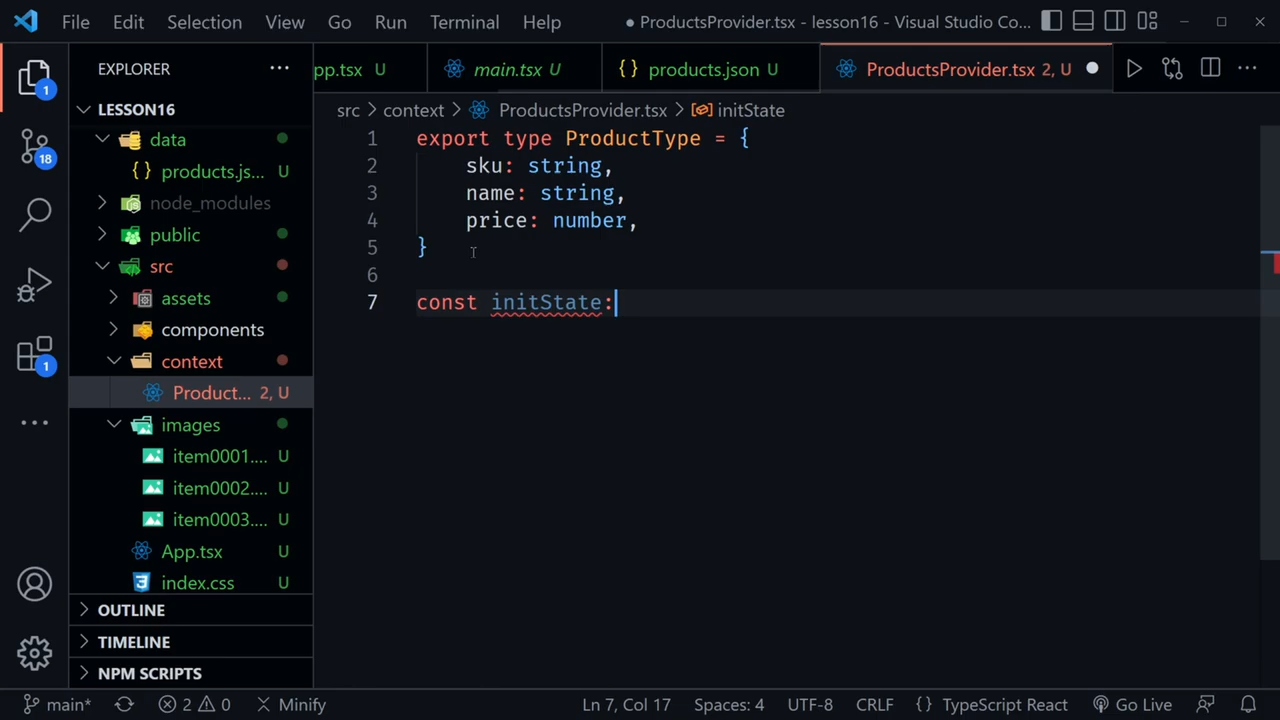 File Edit Selection View Go Run Terminal Help ● ProductsProvider.tsx - lesson16 - Visual Studio Co...
EXPLORER ...
pp.tsx U main.tsx U {} products.json U ProductsProvider.tsx 2, U
LESSON16
src > context > ProductsProvider.tsx > initState
data
{} products.js... U
node_modules
public
src
assets
components
context
Product... 2, U
images
item0001.... U
item0002.... U
item0003.... U
App.tsx U
index.css U
OUTLINE
TIMELINE
NPM SCRIPTS
1
18
1
1 export type ProductType = {
2 sku: string,
3 name: string,
4 price: number,
5 }
6
7 const initState:
main* 2 0 Minify Ln 7, Col 17 Spaces: 4 UTF-8 CRLF {} TypeScript React Go Live